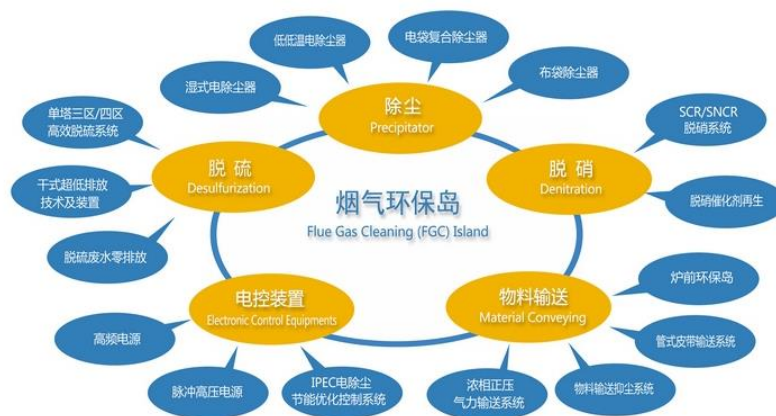 低低温电除尘器
电袋复合除尘器
湿式电除尘器
布袋除尘器
除尘
Precipitator
单塔三区/四区
高效脱硫系统
SCR/SNCR
脱硝系统
脱硫
Desulfurization
脱硝
Denitration
干式超低排放
技术及装置
脱硝催化剂再生
烟气环保岛
Flue Gas Cleaning (FGC) Island
脱硫废水零排放
炉前环保岛
电控装置
Electronic Control Equipments
物料输送
Material Conveying
高频电源
管式皮带输送系统
脉冲高压电源
IPEC电除尘
节能优化控制系统
浓相正压
气力输送系统
物料输送抑尘系统